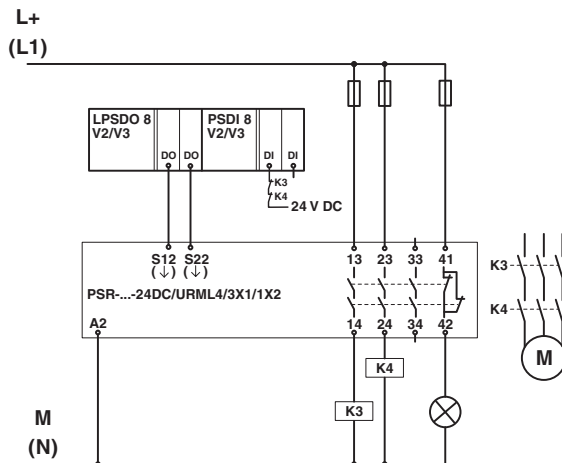 L+
(L1)
LPSDO 8
V2/V3
PSDI 8
V2/V3
DO
DO
DI
DI
K3
K4
24 V DC
S12
(↓)
S22
(↓)
13
23
33
41
PSR-...-24DC/URML4/3X1/1X2
A2
14
24
34
42
K3
K4
M
K4
K3
M
(N)